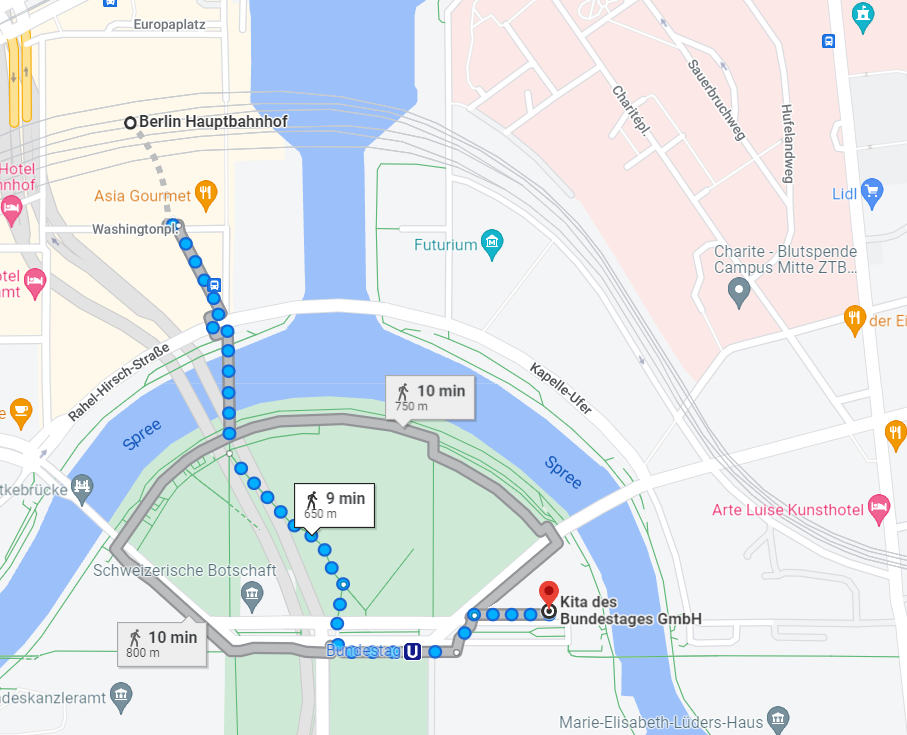 Europaplatz
Berlin Hauptbahnhof
Hotel
nhof
Asia Gourmet
Washingtonpl.
Futurium
Charitépl.
Sauerbruchweg
Hufelandweg
Lidl
Charite - Blutspende
Campus Mitte ZTB...
otel
amt
der Ei
Rahel-Hirsch-Straße
Kapelle-Ufer
10 min
750 m
Spree
Spree
e
tkebrücke
9 min
650 m
Arte Luise Kunsthotel
Schweizerische Botschaft
Kita des
Bundestages GmbH
10 min
800 m
Bundestag U
deskanzleramt
Marie-Elisabeth-Lüders-Haus